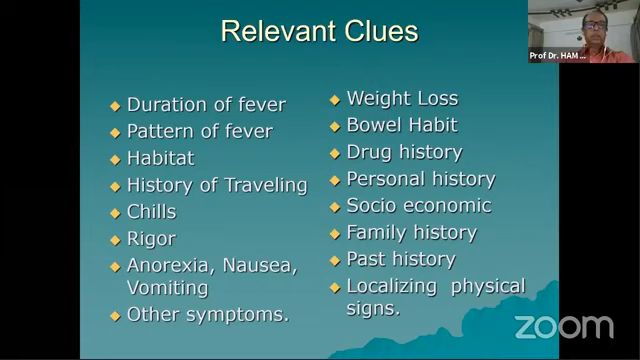 Relevant Clues
Prof Dr. HAM ...
Duration of fever
Pattern of fever
Habitat
History of Traveling
Chills
Rigor
Anorexia, Nausea,
Vomiting
Other symptoms.
Weight Loss
Bowel Habit
Drug history
Personal history
Socio economic
Family history
Past history
Localizing physical
signs.
zoom